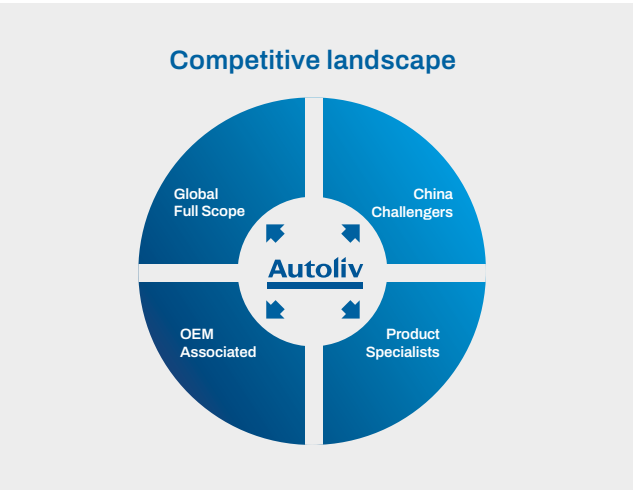 Competitive landscape
Global
Full Scope
China
Challengers
Autoliv
OEM
Associated
Product
Specialists